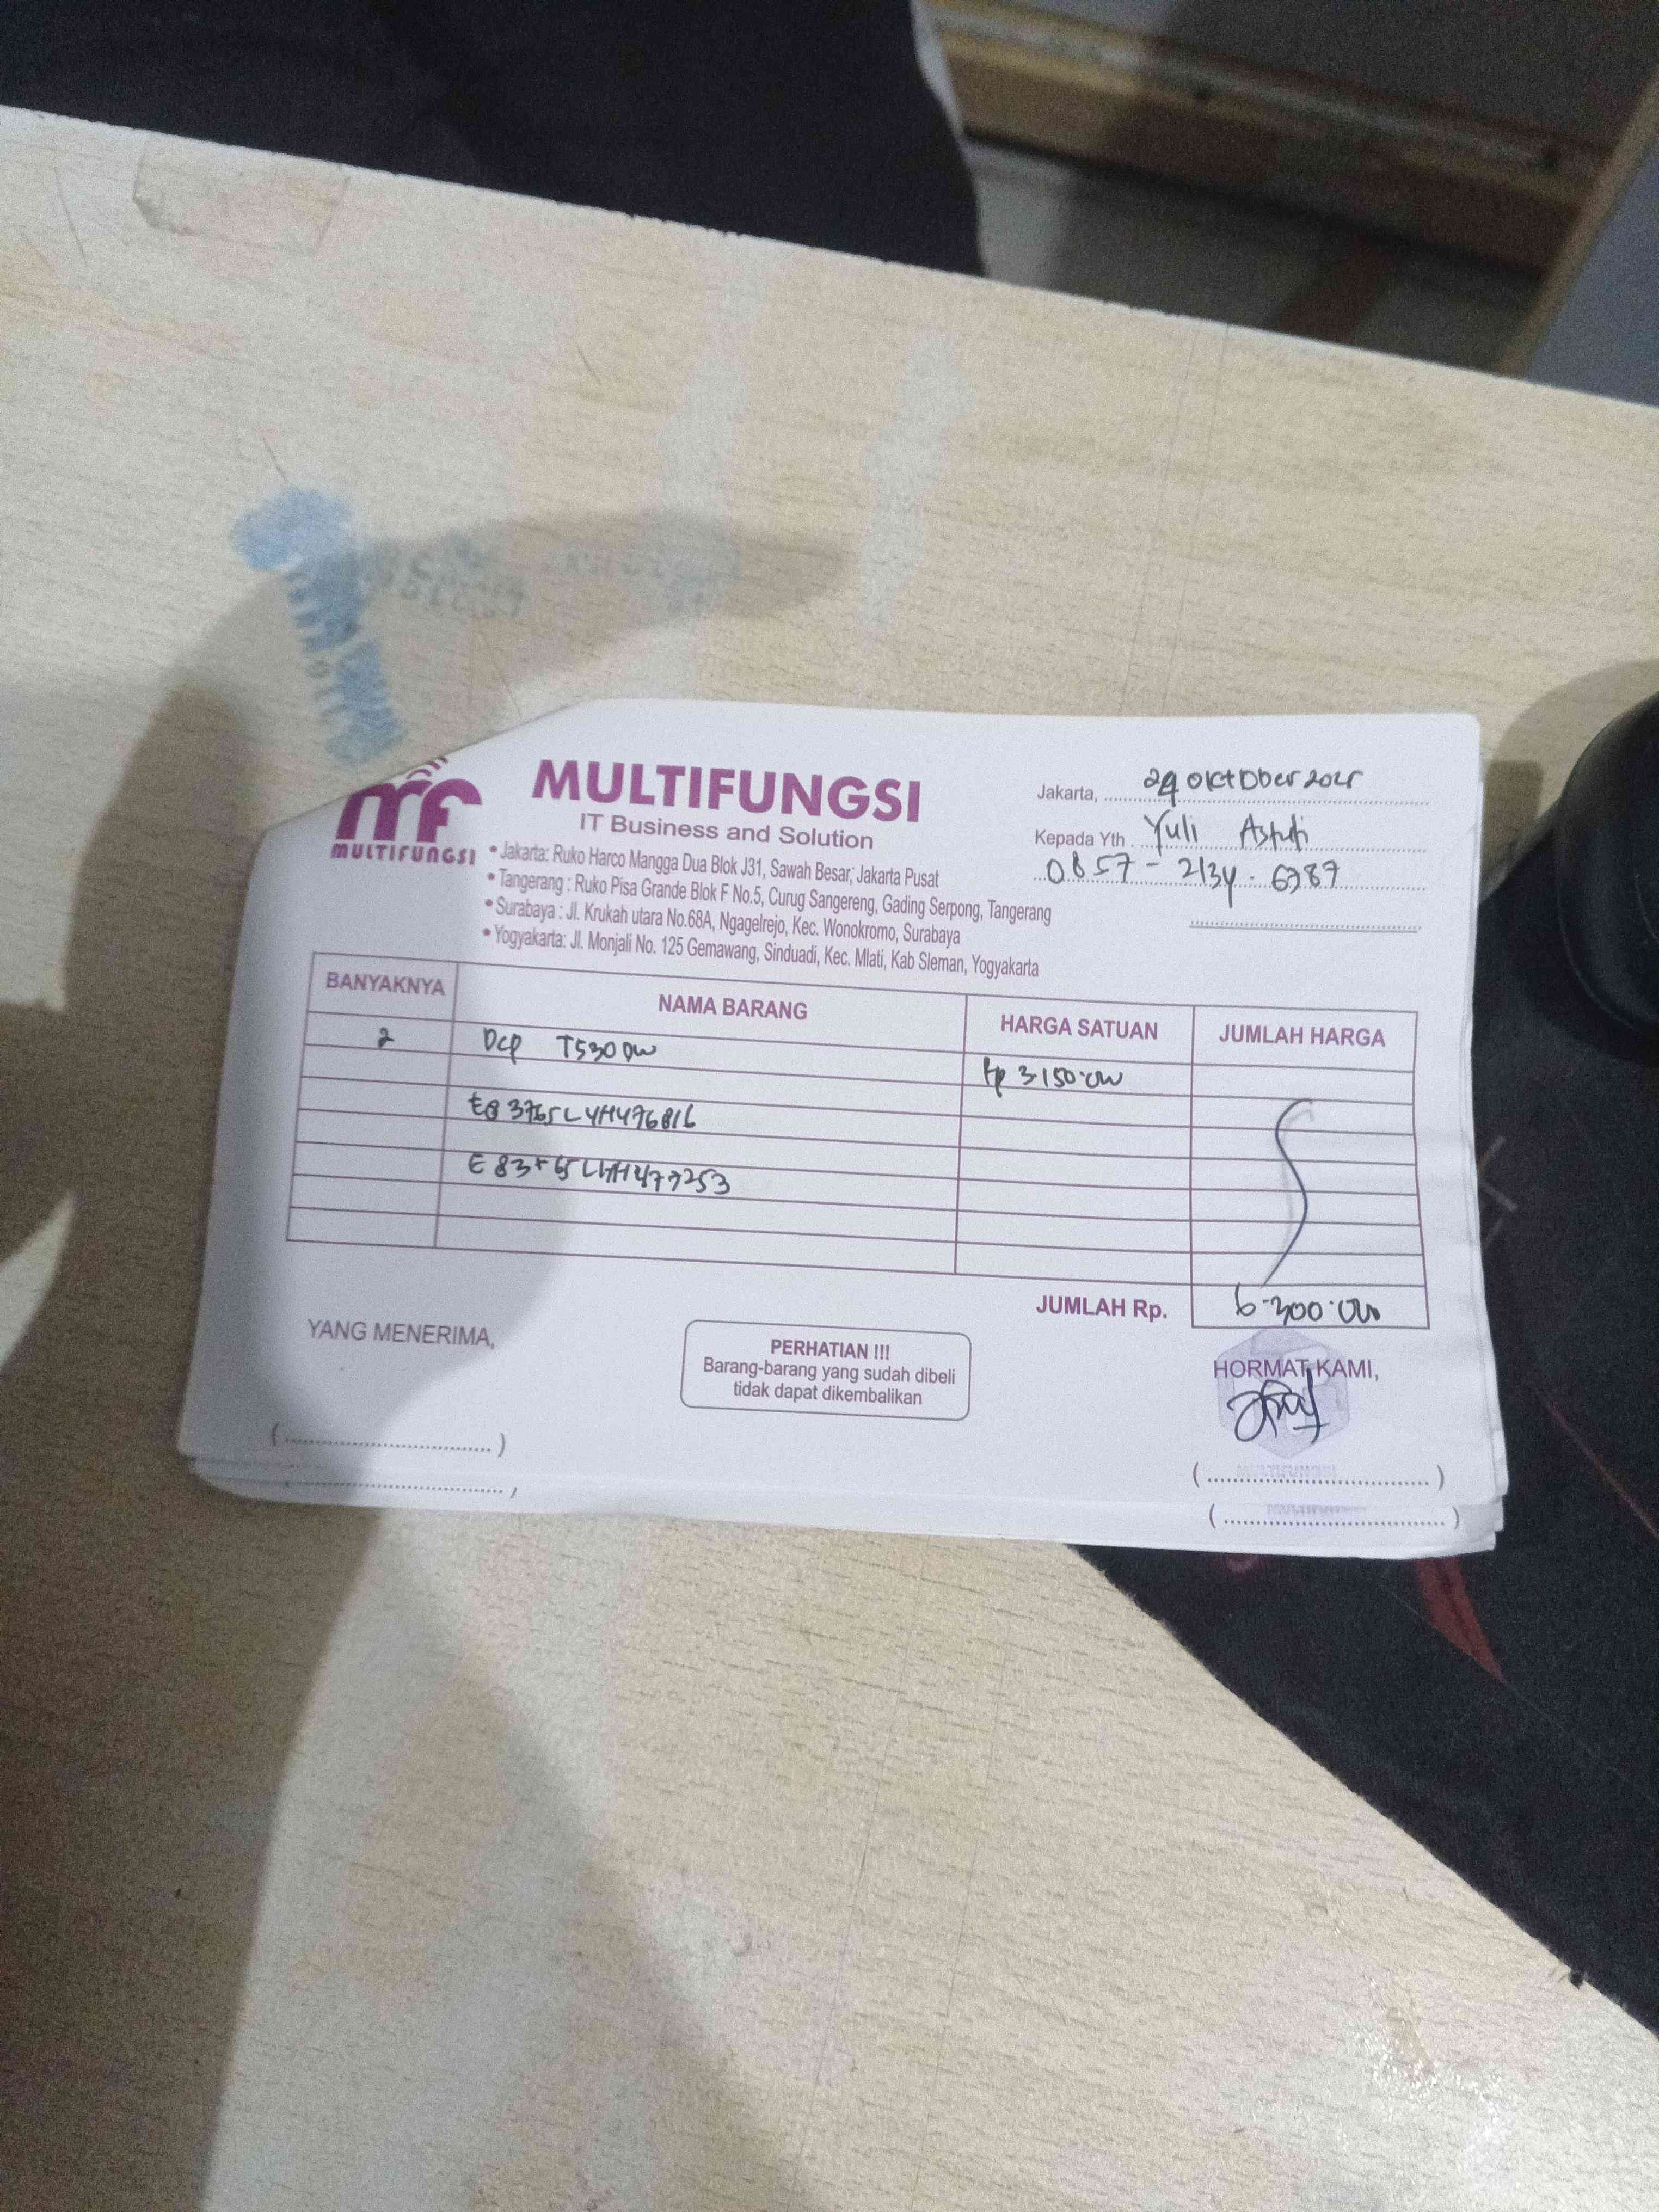 MULTIFUNGSI
MULTIFUNGSI
IT Business and Solution
• Jakarta: Ruko Harco Mangga Dua Blok J31, Sawah Besar, Jakarta Pusat
• Tangerang : Ruko Pisa Grande Blok F No.5, Curug Sangereng, Gading Serpong, Tangerang
• Surabaya : Jl. Krukah utara No.68A, Ngagelrejo, Kec. Wonokromo, Surabaya
• Yogyakarta: Jl. Monjali No. 125 Gemawang, Sinduadi, Kec. Mlati, Kab Sleman, Yogyakarta
Jakarta, 29 oktober 2025
Kepada Yth. Yuli Astuti
0857-2134-6787
BANYAKNYA NAMA BARANG HARGA SATUAN JUMLAH HARGA
2 Dcp T530DW
Rp 3.150.000
JUMLAH Rp. 6.300.000
YANG MENERIMA,
PERHATIAN !!!
Barang-barang yang sudah dibeli
tidak dapat dikembalikan
HORMAT KAMI,
MULTIFUNGSI